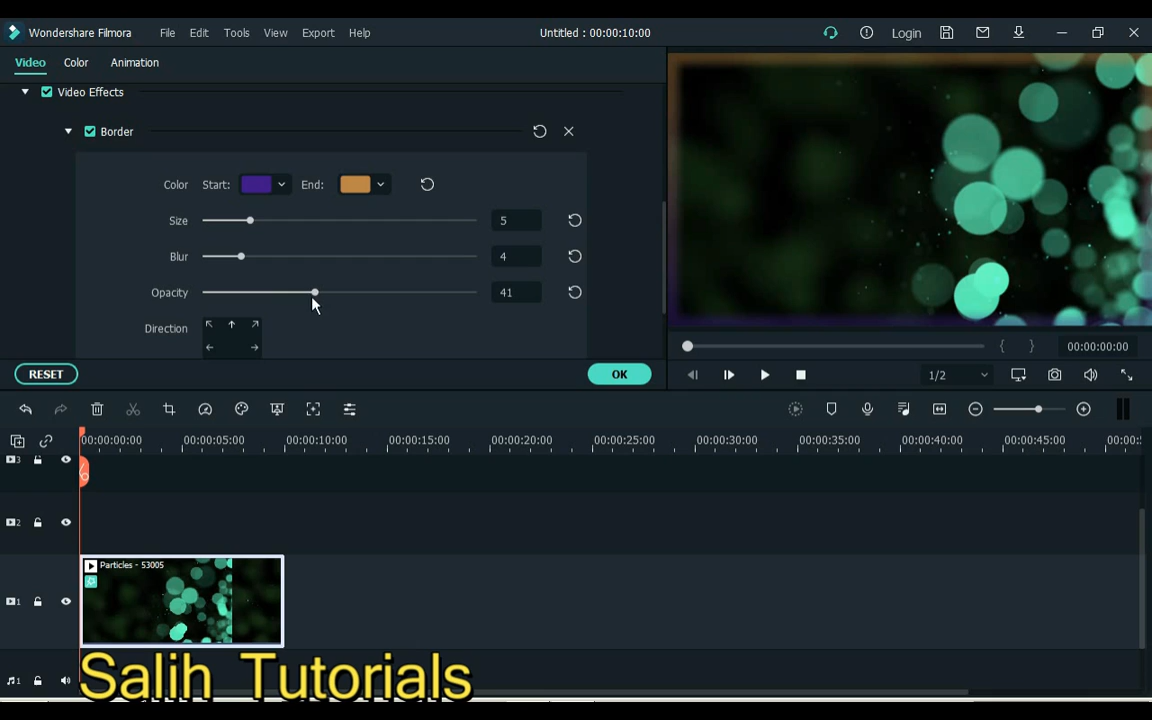 Wondershare Filmora File Edit Tools View Export Help Untitled : 00:00:10:00 Login
Video Color Animation
Video Effects
Border
Color Start: End:
Size 5
Blur 4
Opacity 41
Direction
00:00:00:00
RESET OK 1/2
00:00:00:00 00:00:05:00 00:00:10:00 00:00:15:00 00:00:20:00 00:00:25:00 00:00:30:00 00:00:35:00 00:00:40:00 00:00:45:00
3
2
Particles - 53005
1
1
Salih Tutorials